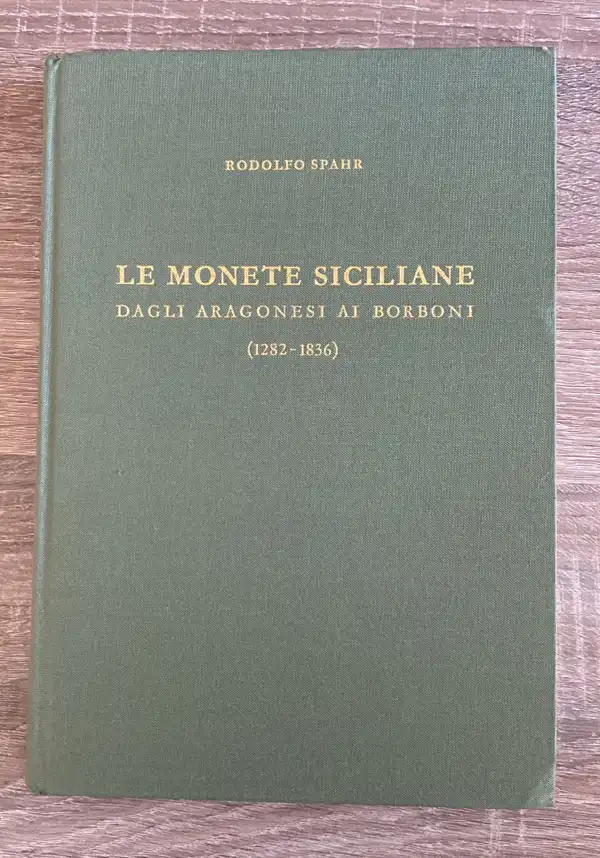 RODOLFO SPAHR
LE MONETE SICILIANE
DAGLI ARAGONESI AI BORBONI
(1282-1836)